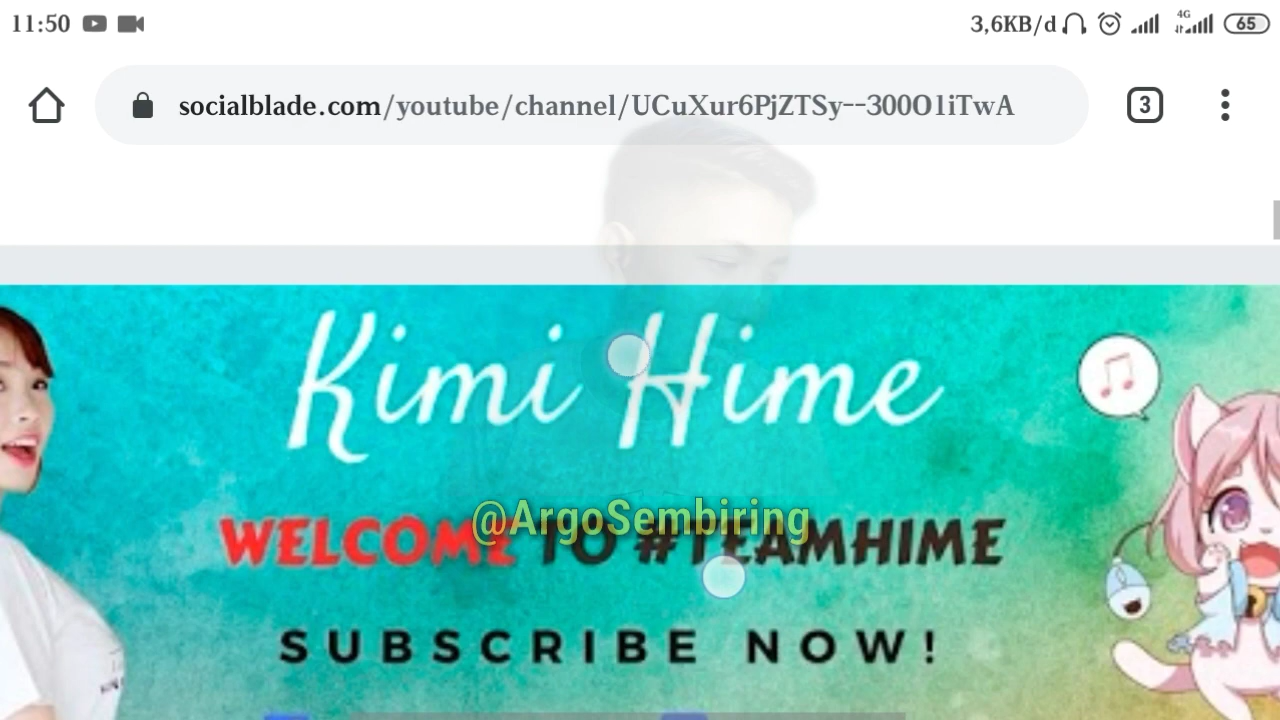 11:50 3,6KB/d 4G 65
socialblade.com/youtube/channel/UCuXur6PjZTSy--300O1iTwA 3
Kimi Hime
@ArgoSembiring
WELCOME TO #TEAMHIME
SUBSCRIBE NOW!